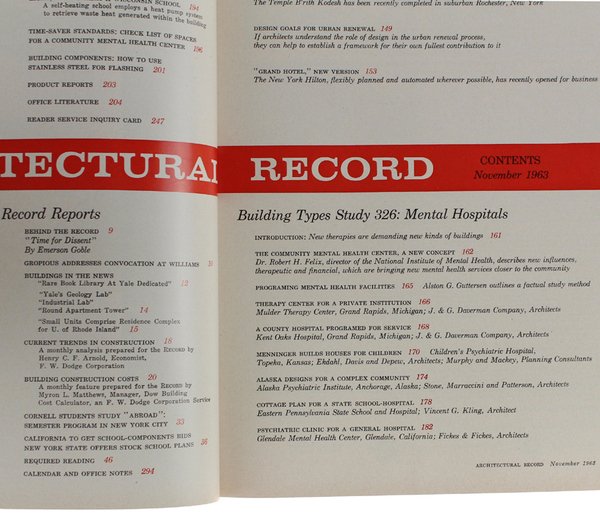 CONSIN SCHOOL 194
A self-heating school employs a heat pump system
to retrieve waste heat generated within the building
TIME-SAVER STANDARDS: CHECK LIST OF SPACES
FOR A COMMUNITY MENTAL HEALTH CENTER 196
BUILDING COMPONENTS: HOW TO USE
STAINLESS STEEL FOR FLASHING 201
PRODUCT REPORTS 203
OFFICE LITERATURE 204
READER SERVICE INQUIRY CARD 247
The Temple B'rith Kodesh has been recently completed in suburban Rochester, New York
DESIGN GOALS FOR URBAN RENEWAL 149
If architects understand the role of design in the urban renewal process,
they can help to establish a framework for their own fullest contribution to it
"GRAND HOTEL," NEW VERSION 153
The New York Hilton, flexibly planned and automated wherever possible, has recently opened for business
TECTURAL RECORD
CONTENTS
November 1963
Record Reports
BEHIND THE RECORD 9
"Time for Dissent"
By Emerson Goble
GROPIUS ADDRESSES CONVOCATION AT WILLIAMS
BUILDINGS IN THE NEWS
"Rare Book Library At Yale Dedicated" 12
"Yale's Geology Lab"
"Industrial Lab"
"Round Apartment Tower" 14
"Small Units Comprise Residence Complex
for U. of Rhode Island" 15
CURRENT TRENDS IN CONSTRUCTION 18
A monthly analysis prepared for the RECORD by
Henry C. F. Arnold, Economist,
F. W. Dodge Corporation
BUILDING CONSTRUCTION COSTS 20
A monthly feature prepared for the RECORD by
Myron L. Matthews, Manager, Dow Building
Cost Calculator, an F. W. Dodge Corporation Service
CORNELL STUDENTS STUDY "ABROAD":
SEMESTER PROGRAM IN NEW YORK CITY 33
CALIFORNIA TO GET SCHOOL-COMPONENTS BIDS
NEW YORK STATE OFFERS STOCK SCHOOL PLANS 36
REQUIRED READING 46
CALENDAR AND OFFICE NOTES 294
Building Types Study 326: Mental Hospitals
INTRODUCTION: New therapies are demanding new kinds of buildings 161
THE COMMUNITY MENTAL HEALTH CENTER, A NEW CONCEPT 162
Dr. Robert H. Felix, director of the National Institute of Mental Health, describes new influences,
therapeutic and financial, which are bringing new mental health services closer to the community
PROGRAMING MENTAL HEALTH FACILITIES 165 Alston G. Guttersen outlines a factual study method
THERAPY CENTER FOR A PRIVATE INSTITUTION 166
Mulder Therapy Center, Grand Rapids, Michigan; J. & G. Daverman Company, Architects
A COUNTY HOSPITAL PROGRAMED FOR SERVICE 168
Kent Oaks Hospital, Grand Rapids, Michigan; J. & G. Daverman Company, Architects
MENNINGER BUILDS HOUSES FOR CHILDREN 170 Children's Psychiatric Hospital,
Topeka, Kansas; Ekdahl, Davis and Depew, Architects; Murphy and Mackey, Planning Consultants
ALASKA DESIGNS FOR A COMPLEX COMMUNITY 174
Alaska Psychiatric Institute, Anchorage, Alaska; Stone, Marraccini and Patterson, Architects
COTTAGE PLAN FOR A STATE SCHOOL-HOSPITAL 178
Eastern Pennsylvania State School and Hospital; Vincent G. Kling, Architect
PSYCHIATRIC CLINIC FOR A GENERAL HOSPITAL 182
Glendale Mental Health Center, Glendale, California; Fickes & Fickes, Architects
ARCHITECTURAL RECORD November 1963